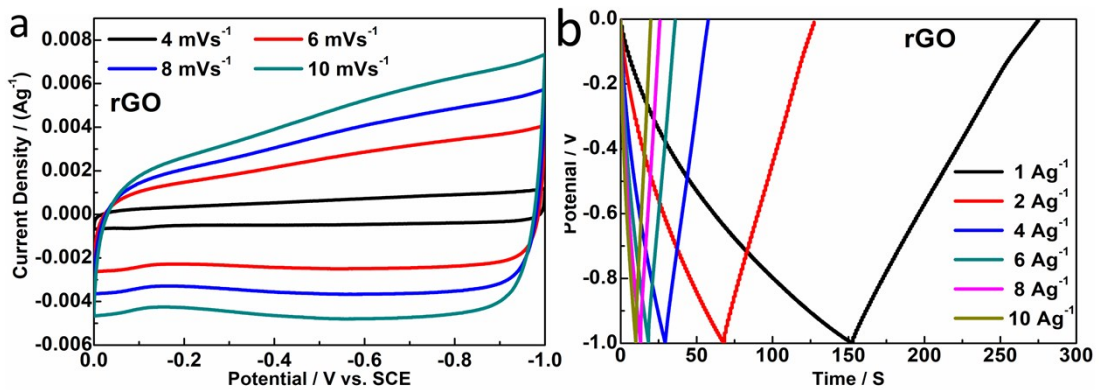 a
4 mVs⁻¹
6 mVs⁻¹
8 mVs⁻¹
10 mVs⁻¹
rGO
Current Density / (Ag⁻¹)
0.008
0.006
0.004
0.002
0.000
-0.002
-0.004
-0.006
0.0 -0.2 -0.4 -0.6 -0.8 -1.0
Potential / V vs. SCE
b
rGO
Potenial / V
0.0
-0.2
-0.4
-0.6
-0.8
-1.0
1 Ag⁻¹
2 Ag⁻¹
4 Ag⁻¹
6 Ag⁻¹
8 Ag⁻¹
10 Ag⁻¹
0 50 100 150 200 250 300
Time / S